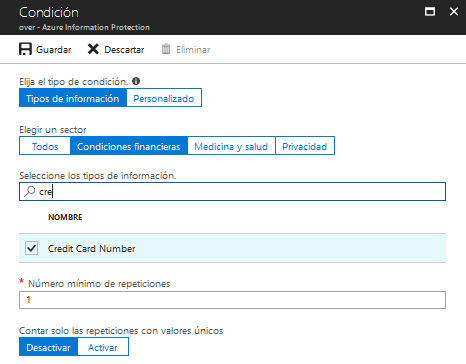 Condición
over - Azure Information Protection
Guardar Descartar Eliminar
Elija el tipo de condición.
Tipos de información Personalizado
Elegir un sector
Todos Condiciones financieras Medicina y salud Privacidad
Seleccione los tipos de información.
cre
NOMBRE
Credit Card Number
* Número mínimo de repeticiones
1
Contar solo las repeticiones con valores únicos
Desactivar Activar